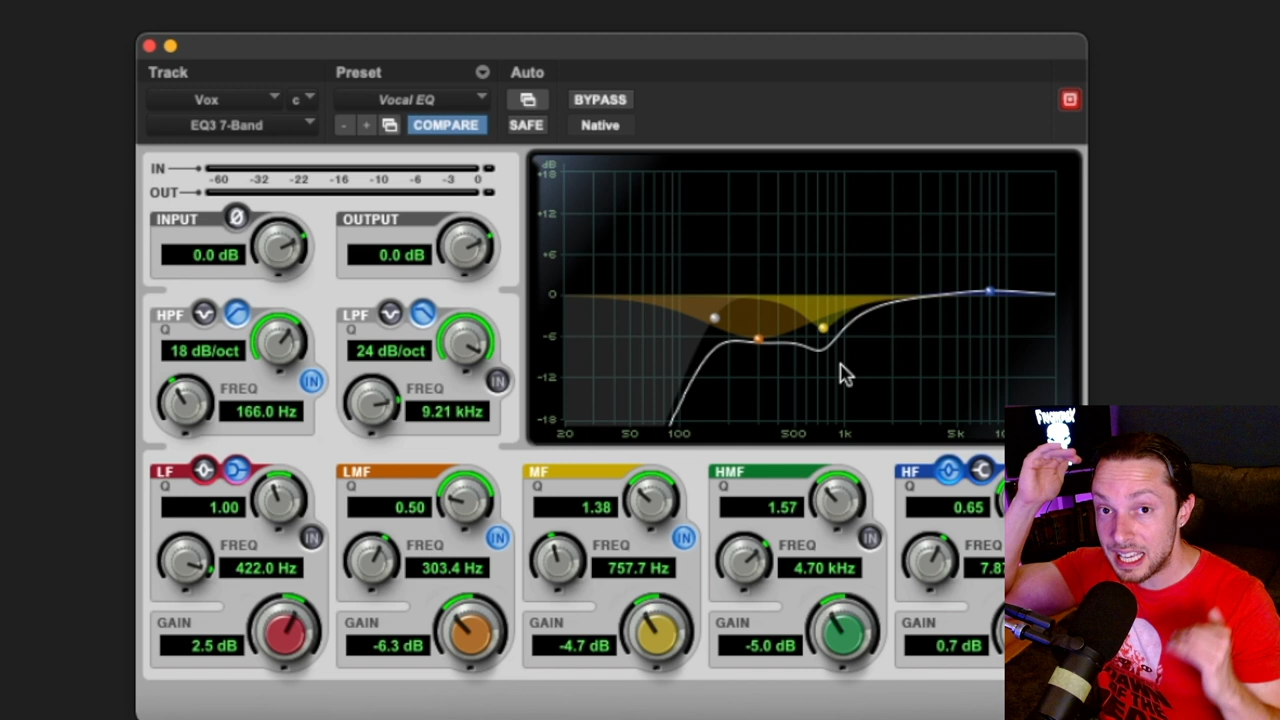 Track Preset Auto
Vox c Vocal EQ BYPASS
EQ3 7-Band - + COMPARE SAFE Native
IN
-60 -32 -22 -16 -10 -6 -3 0
OUT
INPUT Ø
0.0 dB
OUTPUT
0.0 dB
HPF
Q
18 dB/oct
IN
FREQ
166.0 Hz
LPF
Q
24 dB/oct
IN
FREQ
9.21 kHz
dB
+18
+12
+6
0
-6
-12
-18
20 50 100 500 1k 5k 10
LF
Q
1.00
IN
FREQ
422.0 Hz
GAIN
2.5 dB
LMF
Q
0.50
IN
FREQ
303.4 Hz
GAIN
-6.3 dB
MF
Q
1.38
IN
FREQ
757.7 Hz
GAIN
-4.7 dB
HMF
Q
1.57
IN
FREQ
4.70 kHz
GAIN
-5.0 dB
HF
Q
0.65
FREQ
7.87
GAIN
0.7 dB